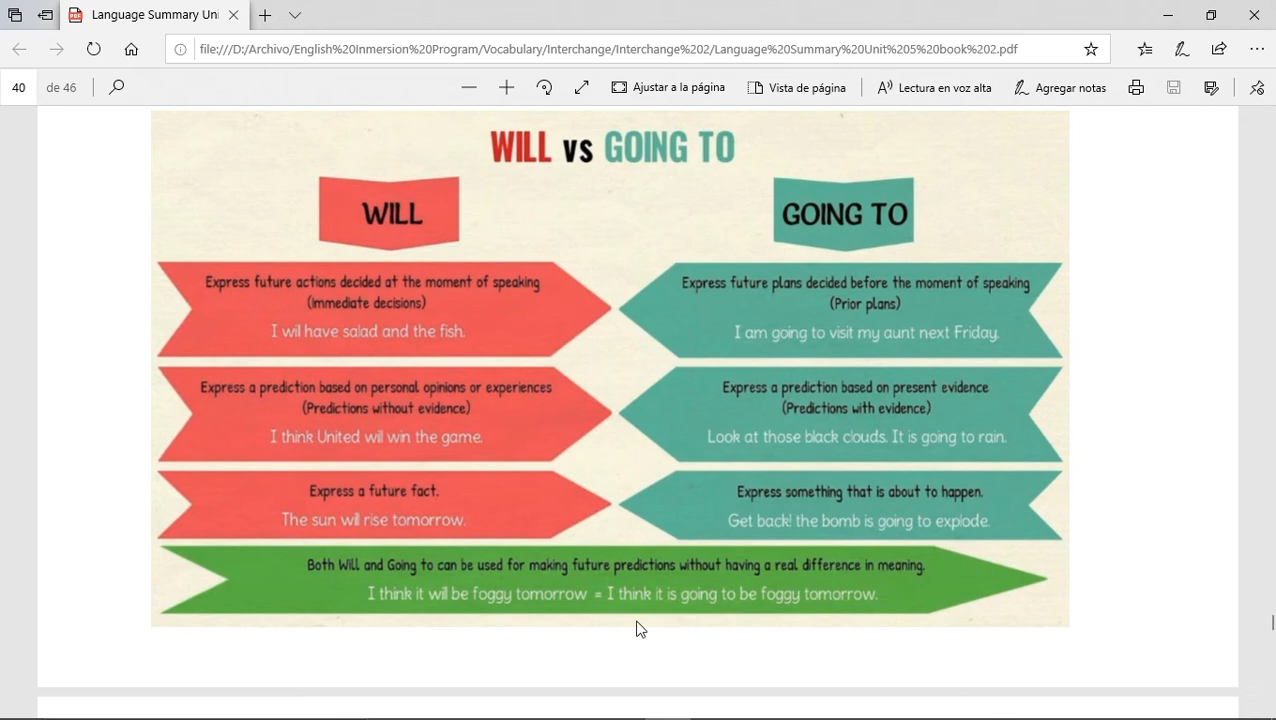 Language Summary Uni
file:///D:/Archivo/English%20Inmersion%20Program/Vocabulary/Interchange/Interchange%202/Language%20Summary%20Unit%205%20book%202.pdf
40 de 46 Ajustar a la página Vista de página Lectura en voz alta Agregar notas
WILL vs GOING TO
WILL
Express future actions decided at the moment of speaking
(Immediate decisions)
I will have salad and the fish.
Express a prediction based on personal opinions or experiences
(Predictions without evidence)
I think United will win the game.
Express a future fact.
The sun will rise tomorrow.
GOING TO
Express future plans decided before the moment of speaking
(Prior plans)
I am going to visit my aunt next Friday.
Express a prediction based on present evidence
(Predictions with evidence)
Look at those black clouds. It is going to rain.
Express something that is about to happen.
Get back! the bomb is going to explode.
Both Will and Going to can be used for making future predictions without having a real difference in meaning.
I think it will be foggy tomorrow = I think it is going to be foggy tomorrow.